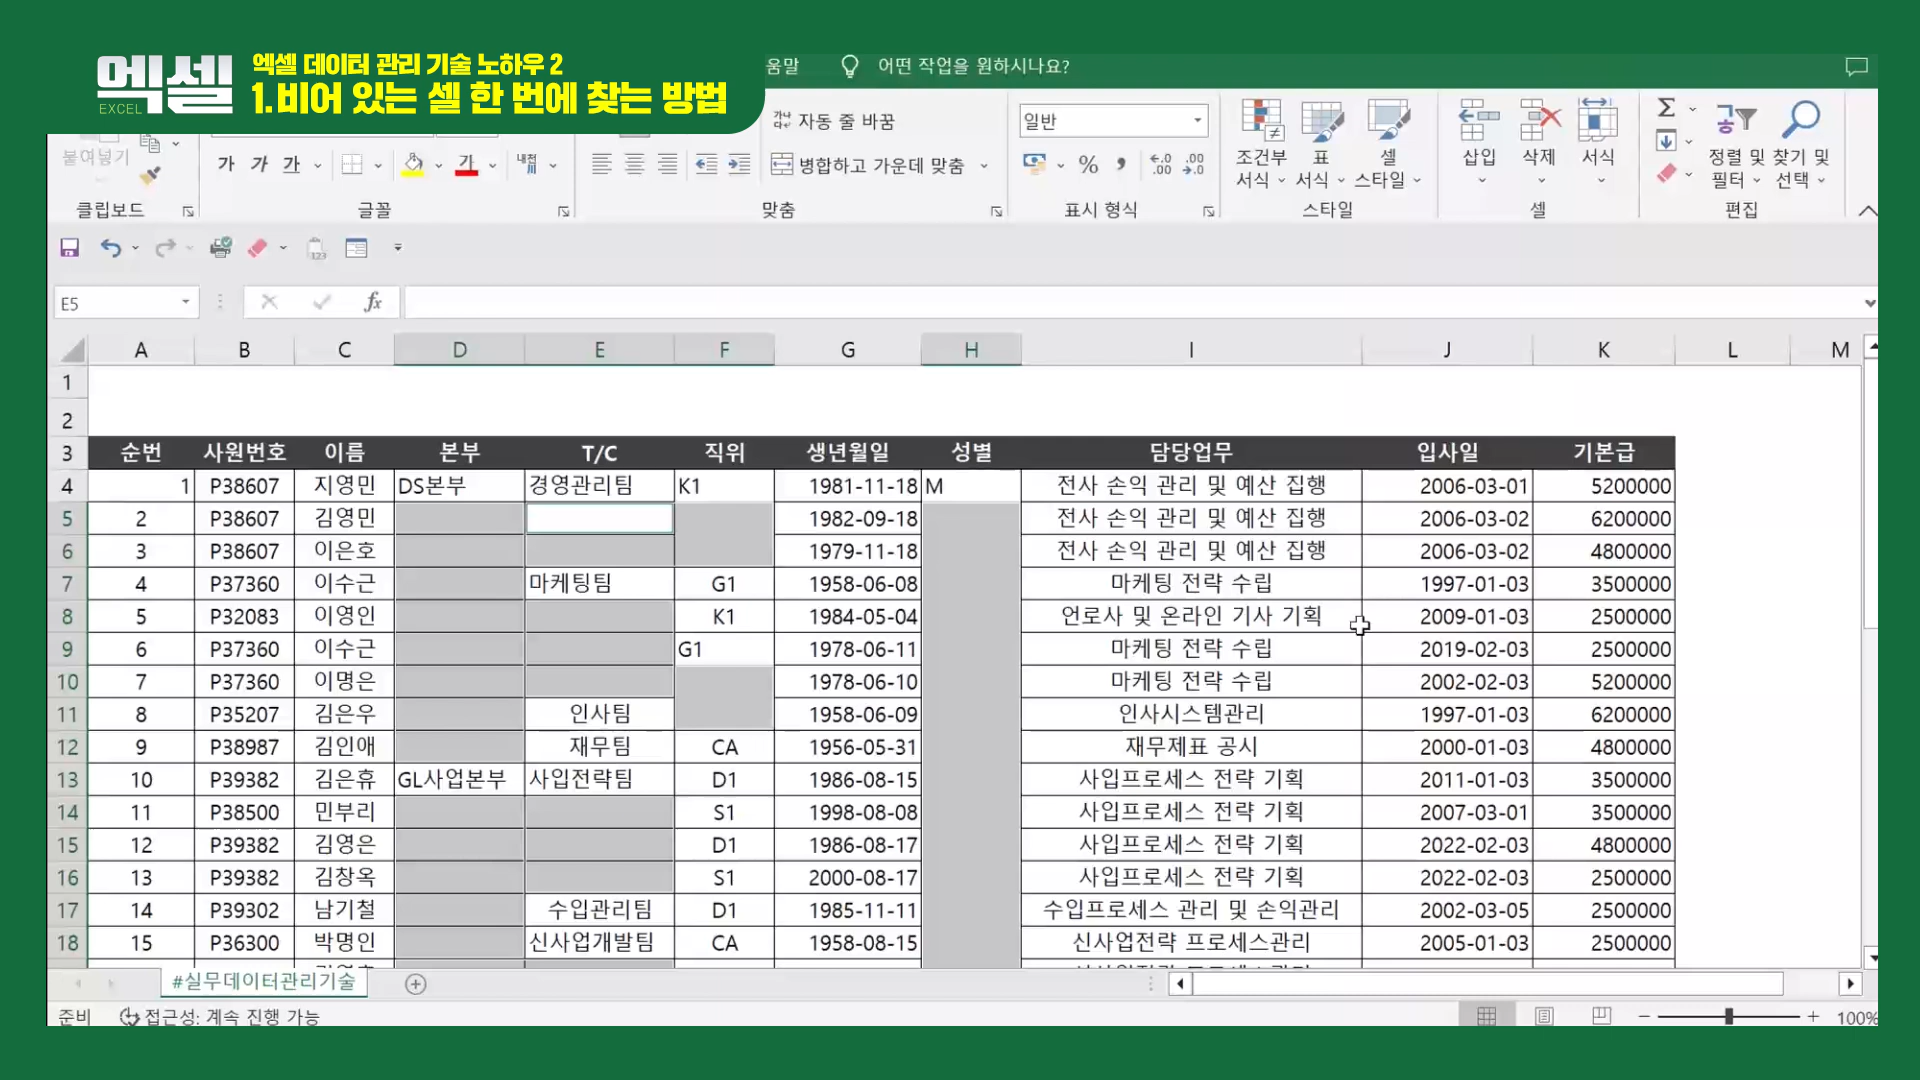 엑셀
EXCEL
엑셀 데이터 관리 기술 노하우 2
1.비어 있는 셀 한 번에 찾는 방법
움말 어떤 작업을 원하시나요?
붙여넣기 가 가 가 가 내천 가나 자동 줄 바꿈 병합하고 가운데 맞춤 일반 % 조건부 서식 표 서식 셀 스타일 삽입 삭제 서식 Σ 정렬 및 필터 찾기 및 선택
클립보드 글꼴 맞춤 표시 형식 스타일 셀 편집
E5 fx
A B C D E F G H I J K L M
1
2
3 순번 사원번호 이름 본부 T/C 직위 생년월일 성별 담당업무 입사일 기본급
4 1 P38607 지영민 DS본부 경영관리팀 K1 1981-11-18 M 전사 손익 관리 및 예산 집행 2006-03-01 5200000
5 2 P38607 김영민 1982-09-18 전사 손익 관리 및 예산 집행 2006-03-02 6200000
6 3 P38607 이은호 1979-11-18 전사 손익 관리 및 예산 집행 2006-03-02 4800000
7 4 P37360 이수근 마케팅팀 G1 1958-06-08 마케팅 전략 수립 1997-01-03 3500000
8 5 P32083 이영인 K1 1984-05-04 언로사 및 온라인 기사 기획 2009-01-03 2500000
9 6 P37360 이수근 G1 1978-06-11 마케팅 전략 수립 2019-02-03 2500000
10 7 P37360 이명은 1978-06-10 마케팅 전략 수립 2002-02-03 5200000
11 8 P35207 김은우 인사팀 1958-06-09 인사시스템관리 1997-01-03 6200000
12 9 P38987 김인애 재무팀 CA 1956-05-31 재무제표 공시 2000-01-03 4800000
13 10 P39382 김은휴 GL사업본부 사입전략팀 D1 1986-08-15 사입프로세스 전략 기획 2011-01-03 3500000
14 11 P38500 민부리 S1 1998-08-08 사입프로세스 전략 기획 2007-03-01 3500000
15 12 P39382 김영은 D1 1986-08-17 사입프로세스 전략 기획 2022-02-03 4800000
16 13 P39382 김창옥 S1 2000-08-17 사입프로세스 전략 기획 2022-02-03 2500000
17 14 P39302 남기철 수입관리팀 D1 1985-11-11 수입프로세스 관리 및 손익관리 2002-03-05 2500000
18 15 P36300 박명인 신사업개발팀 CA 1958-08-15 신사업전략 프로세스관리 2005-01-03 2500000
#실무데이터관리기술
준비 접근성: 계속 진행 가능 100%